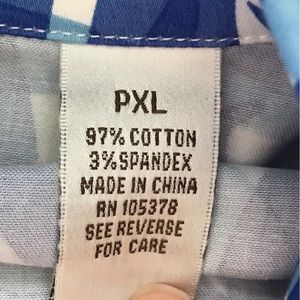 PXL
97% COTTON
3% SPANDEX
MADE IN CHINA
RN 105378
SEE REVERSE
FOR CARE